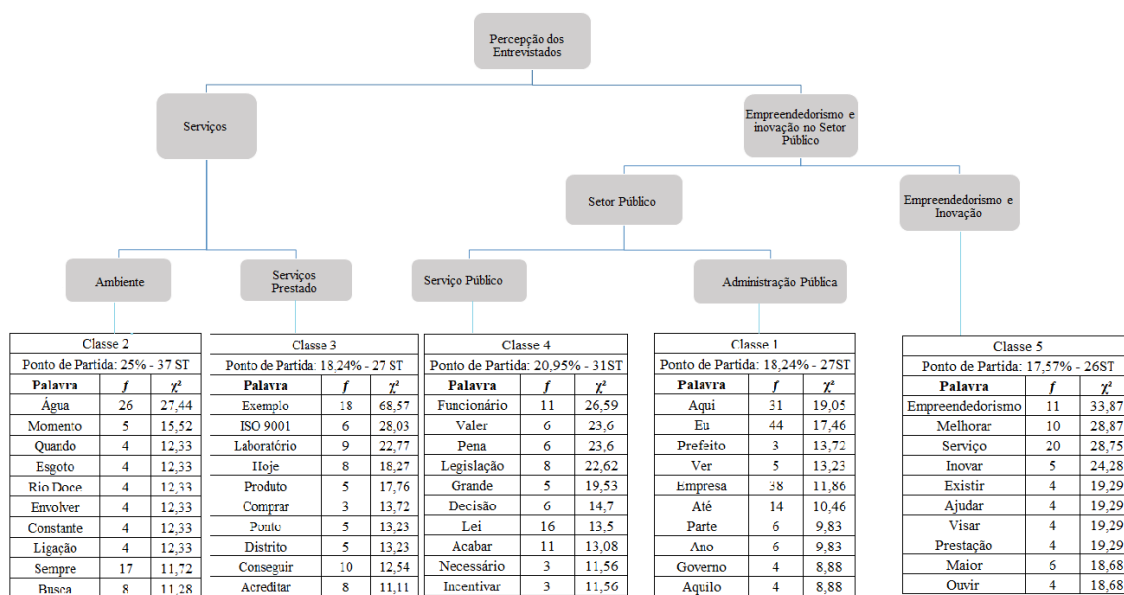 Percepção dos
Entrevistados
Serviços
Empreendedorismo e
inovação no Setor
Público
Setor Público
Empreendedorismo e
Inovação
Ambiente
Serviços
Prestado
Serviço Público
Administração Pública
Classe 2
Ponto de Partida: 25% - 37 ST
Palavra f χ²
Água 26 27,44
Momento 5 15,52
Quando 4 12,33
Esgoto 4 12,33
Rio Doce 4 12,33
Envolver 4 12,33
Constante 4 12,33
Ligação 4 12,33
Sempre 17 11,72
Busca 8 11,28
Classe 3
Ponto de Partida: 18,24% - 27 ST
Palavra f χ²
Exemplo 18 68,57
ISO 9001 6 28,03
Laboratório 9 22,77
Hoje 8 18,27
Produto 5 17,76
Comprar 3 13,72
Ponto 5 13,23
Distrito 5 13,23
Conseguir 10 12,54
Acreditar 8 11,11
Classe 4
Ponto de Partida: 20,95% - 31ST
Palavra f χ²
Funcionário 11 26,59
Valer 6 23,6
Pena 6 23,6
Legislação 8 22,62
Grande 5 19,53
Decisão 6 14,7
Lei 16 13,5
Acabar 11 13,08
Necessário 3 11,56
Incentivar 3 11,56
Classe 1
Ponto de Partida: 18,24% - 27ST
Palavra f χ²
Aqui 31 19,05
Eu 44 17,46
Prefeito 3 13,72
Ver 5 13,23
Empresa 38 11,86
Até 14 10,46
Parte 6 9,83
Ano 6 9,83
Governo 4 8,88
Aquilo 4 8,88
Classe 5
Ponto de Partida: 17,57% - 26ST
Palavra f χ²
Empreendedorismo 11 33,87
Melhorar 10 28,87
Serviço 20 28,75
Inovar 5 24,28
Existir 4 19,29
Ajudar 4 19,29
Visar 4 19,29
Prestação 4 19,29
Maior 6 18,68
Ouvir 4 18,68